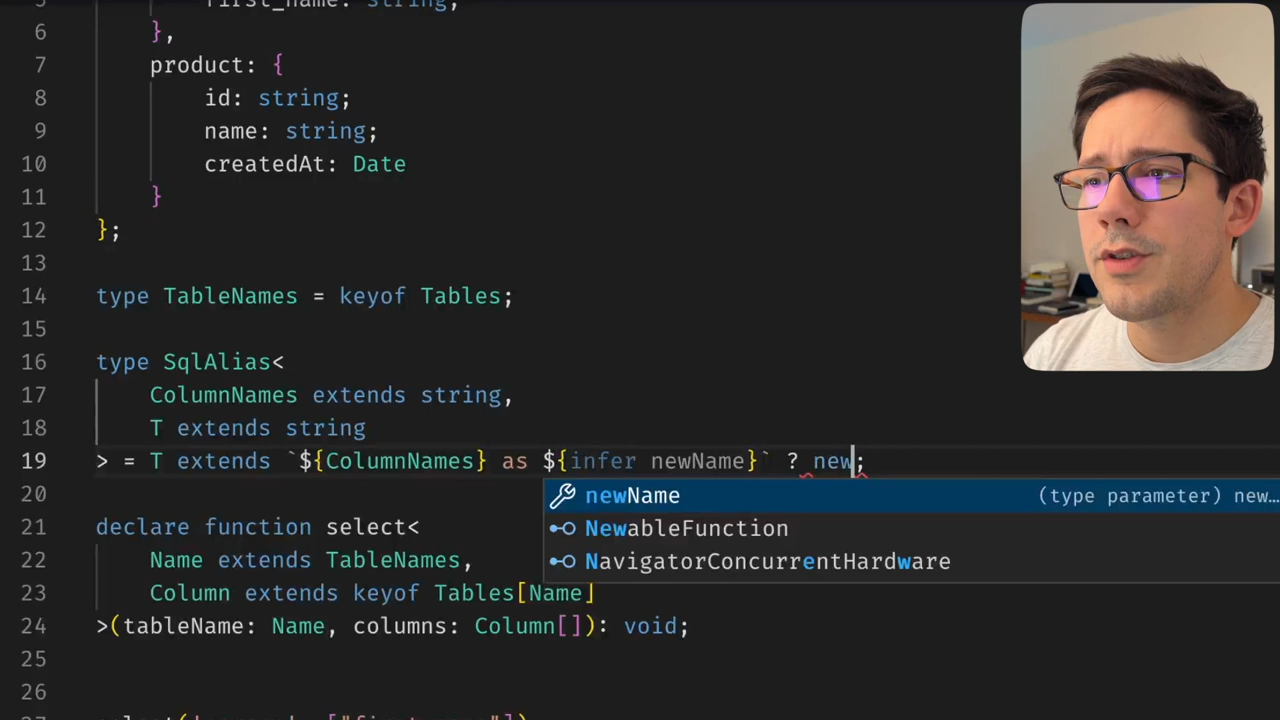 5 first_name: string;
6 },
7 product: {
8 id: string;
9 name: string;
10 createdAt: Date
11 }
12 };
13
14 type TableNames = keyof Tables;
15
16 type SqlAlias<
17 ColumnNames extends string,
18 T extends string
19 > = T extends `${ColumnNames} as ${infer newName}` ? new;
20 newName (type parameter) new…
NewableFunction
NavigatorConcurrentHardware
21 declare function select<
22 Name extends TableNames,
23 Column extends keyof Tables[Name]
24 >(tableName: Name, columns: Column[]): void;
25
26
27